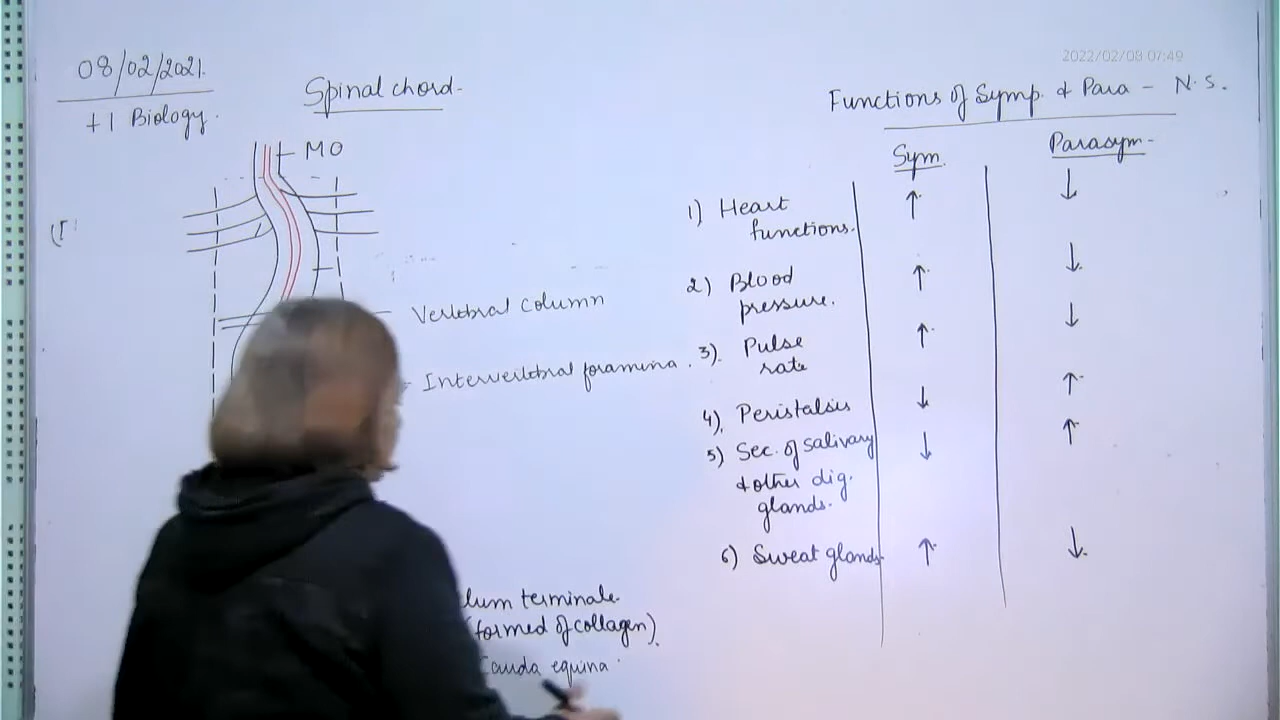 2022/02/08 07:49
08/02/2021.
+1 Biology.
Spinal chord.
MO
Vertebral column
Intervertebral foramina.
lum terminale
(formed of collagen).
Cauda equina
Functions of Symp. & Para - N.S.
Sym.
Parasym-
1) Heart
functions.
↑
↓
2) Blood
pressure.
↑
↓
3). Pulse
rate
↑
↓
4). Peristalsis
↓
↑
5) Sec. of salivary
& other dig.
glands.
↓
↑
6) Sweat glands
↑
↓